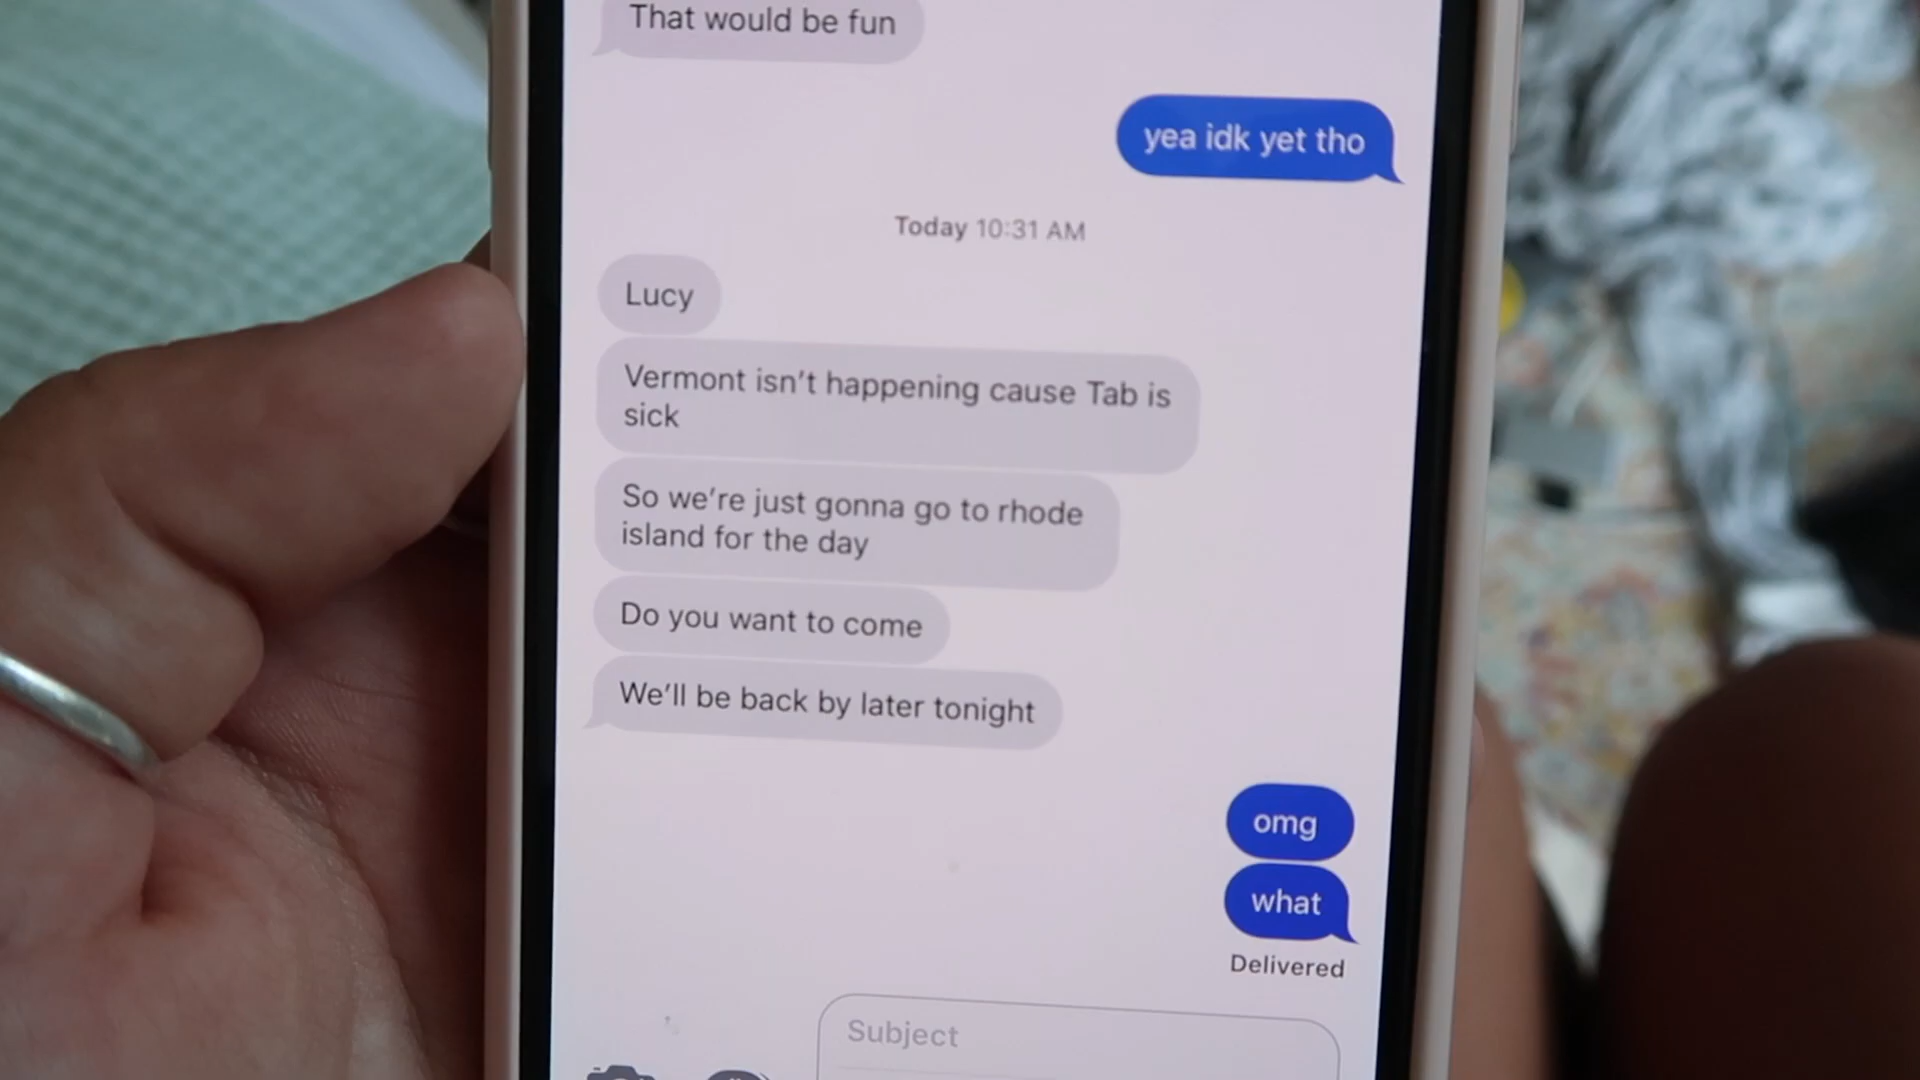 That would be fun
yea idk yet tho
Today 10:31 AM
Lucy
Vermont isn't happening cause Tab is
sick
So we're just gonna go to rhode
island for the day
Do you want to come
We'll be back by later tonight
omg
what
Delivered
Subject